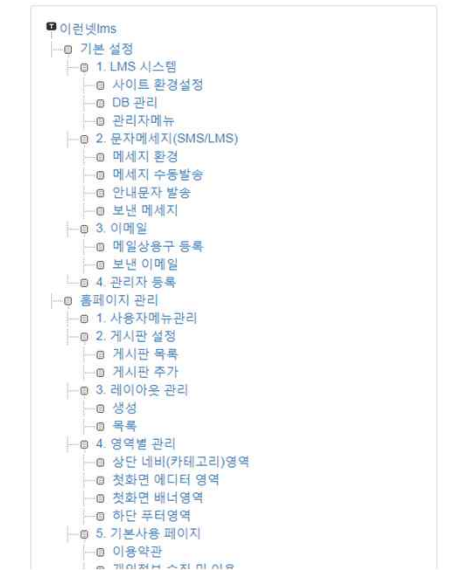 이런넷lms
기본 설정
1. LMS 시스템
사이트 환경설정
DB 관리
관리자메뉴
2. 문자메세지(SMS/LMS)
메세지 환경
메세지 수동발송
안내문자 발송
보낸 메세지
3. 이메일
메일상용구 등록
보낸 이메일
4. 관리자 등록
홈페이지 관리
1. 사용자메뉴관리
2. 게시판 설정
게시판 목록
게시판 추가
3. 레이아웃 관리
생성
목록
4. 영역별 관리
상단 네비(카테고리)영역
첫화면 에디터 영역
첫화면 배너영역
하단 푸터영역
5. 기본사용 페이지
이용약관
개인정보 수집 및 이용